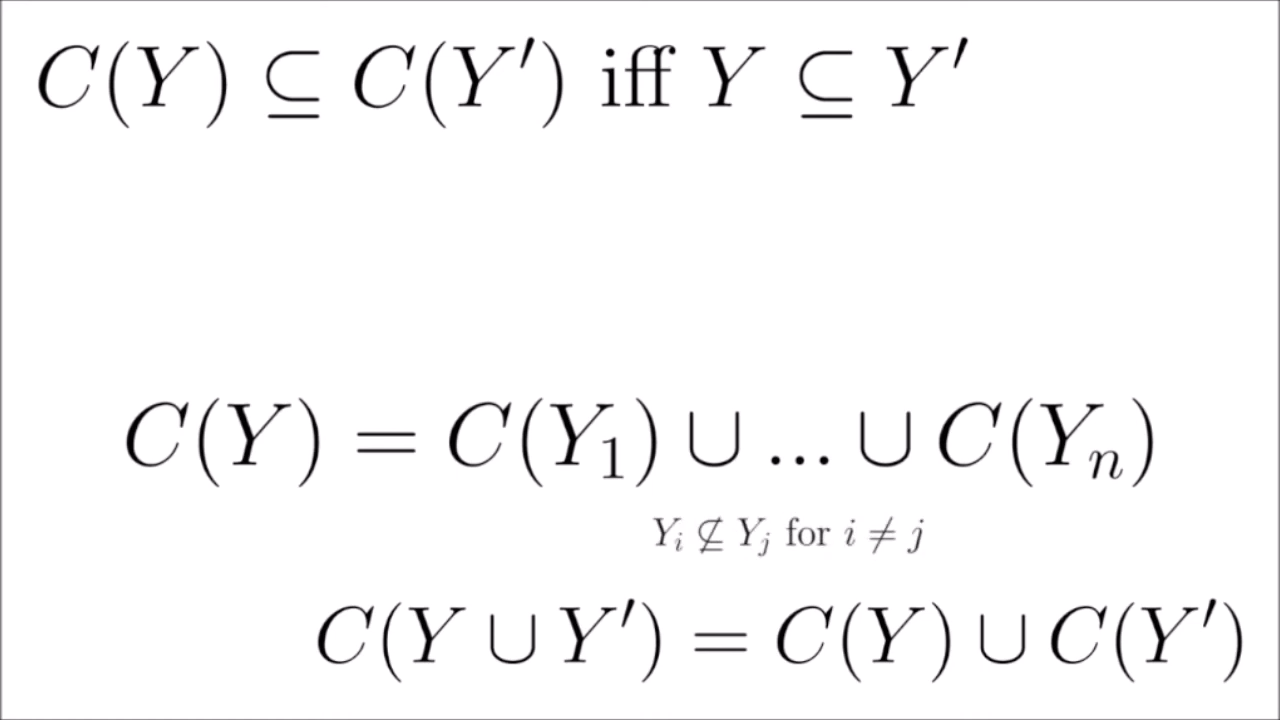 C(Y) ⊆ C(Y′) iff Y ⊆ Y′
C(Y) = C(Y₁) ∪ ... ∪ C(Yₙ)
Yᵢ ⊈ Yⱼ for i ≠ j
C(Y ∪ Y′) = C(Y) ∪ C(Y′)